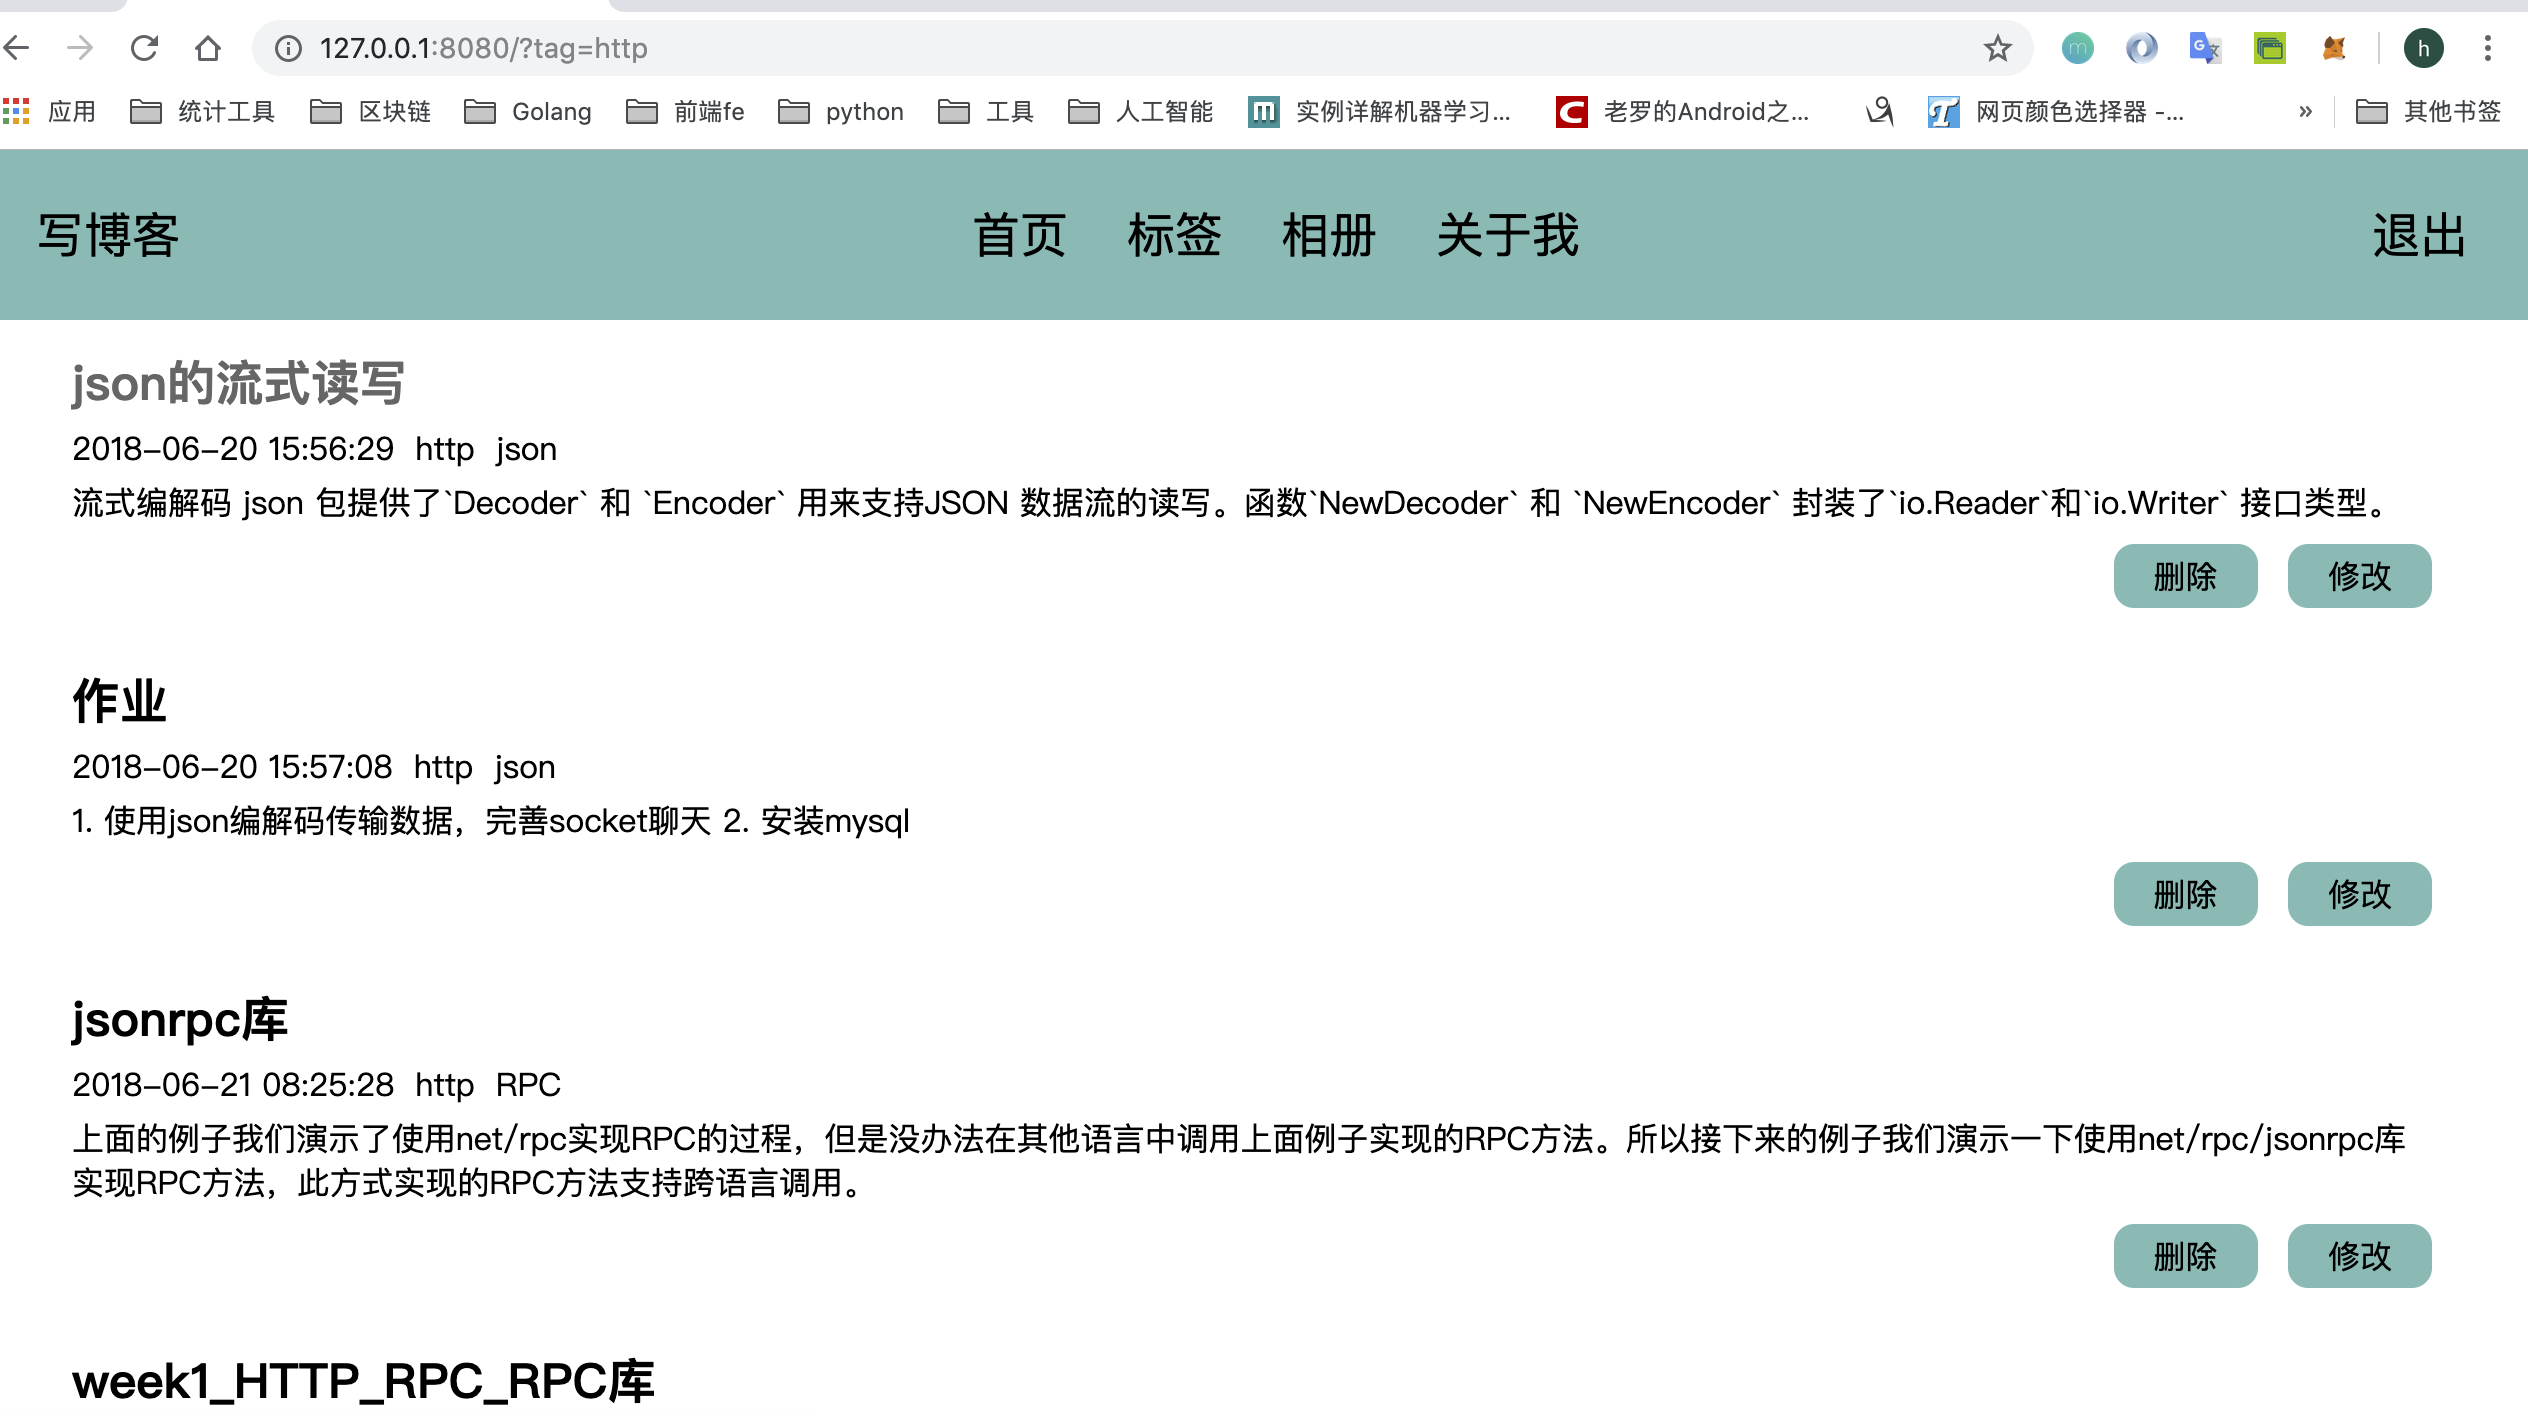 127.0.0.1:8080/?tag=http
h
应用 统计工具 区块链 Golang 前端fe python 工具 人工智能 m 实例详解机器学习... C 老罗的Android之... 网页颜色选择器 -... » 其他书签
写博客 首页 标签 相册 关于我 退出
json的流式读写
2018-06-20 15:56:29 http json
流式编解码 json 包提供了`Decoder` 和 `Encoder` 用来支持JSON 数据流的读写。函数`NewDecoder` 和 `NewEncoder` 封装了`io.Reader`和`io.Writer` 接口类型。
删除 修改
作业
2018-06-20 15:57:08 http json
1. 使用json编解码传输数据，完善socket聊天 2. 安装mysql
删除 修改
jsonrpc库
2018-06-21 08:25:28 http RPC
上面的例子我们演示了使用net/rpc实现RPC的过程，但是没办法在其他语言中调用上面例子实现的RPC方法。所以接下来的例子我们演示一下使用net/rpc/jsonrpc库
实现RPC方法，此方式实现的RPC方法支持跨语言调用。
删除 修改
week1_HTTP_RPC_RPC库